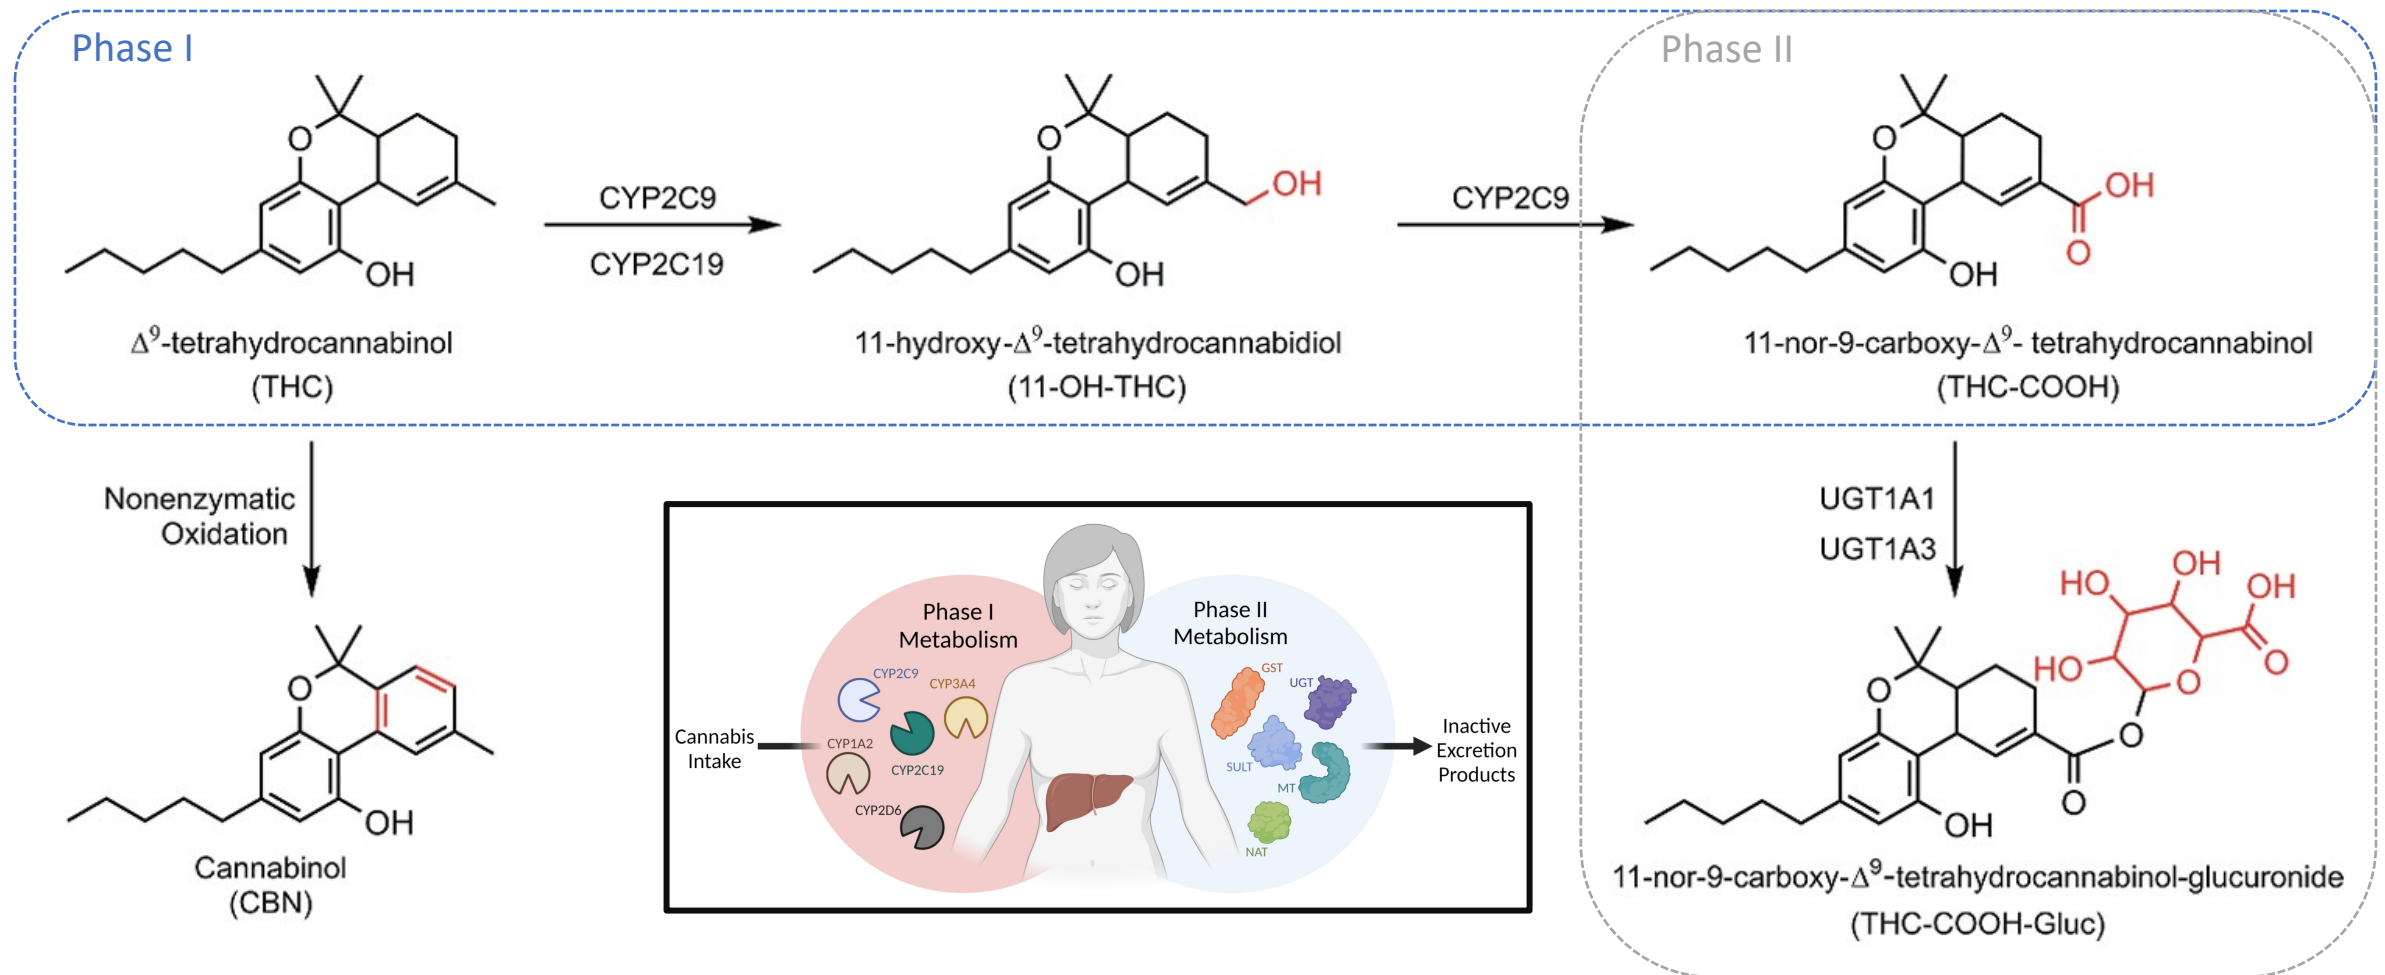 Phase I
Phase II
O
OH
Δ⁹-tetrahydrocannabinol
(THC)
CYP2C9
CYP2C19
O
OH
OH
11-hydroxy-Δ⁹-tetrahydrocannabidiol
(11-OH-THC)
CYP2C9
O
OH
O
OH
11-nor-9-carboxy-Δ⁹- tetrahydrocannabinol
(THC-COOH)
Nonenzymatic
Oxidation
O
OH
Cannabinol
(CBN)
Cannabis
Intake
Phase I
Metabolism
CYP2C9
CYP3A4
CYP1A2
CYP2C19
CYP2D6
Phase II
Metabolism
GST
UGT
SULT
MT
NAT
Inactive
Excretion
Products
UGT1A1
UGT1A3
HO
OH
OH
O
HO
O
O
O
O
OH
11-nor-9-carboxy-Δ⁹-tetrahydrocannabinol-glucuronide
(THC-COOH-Gluc)